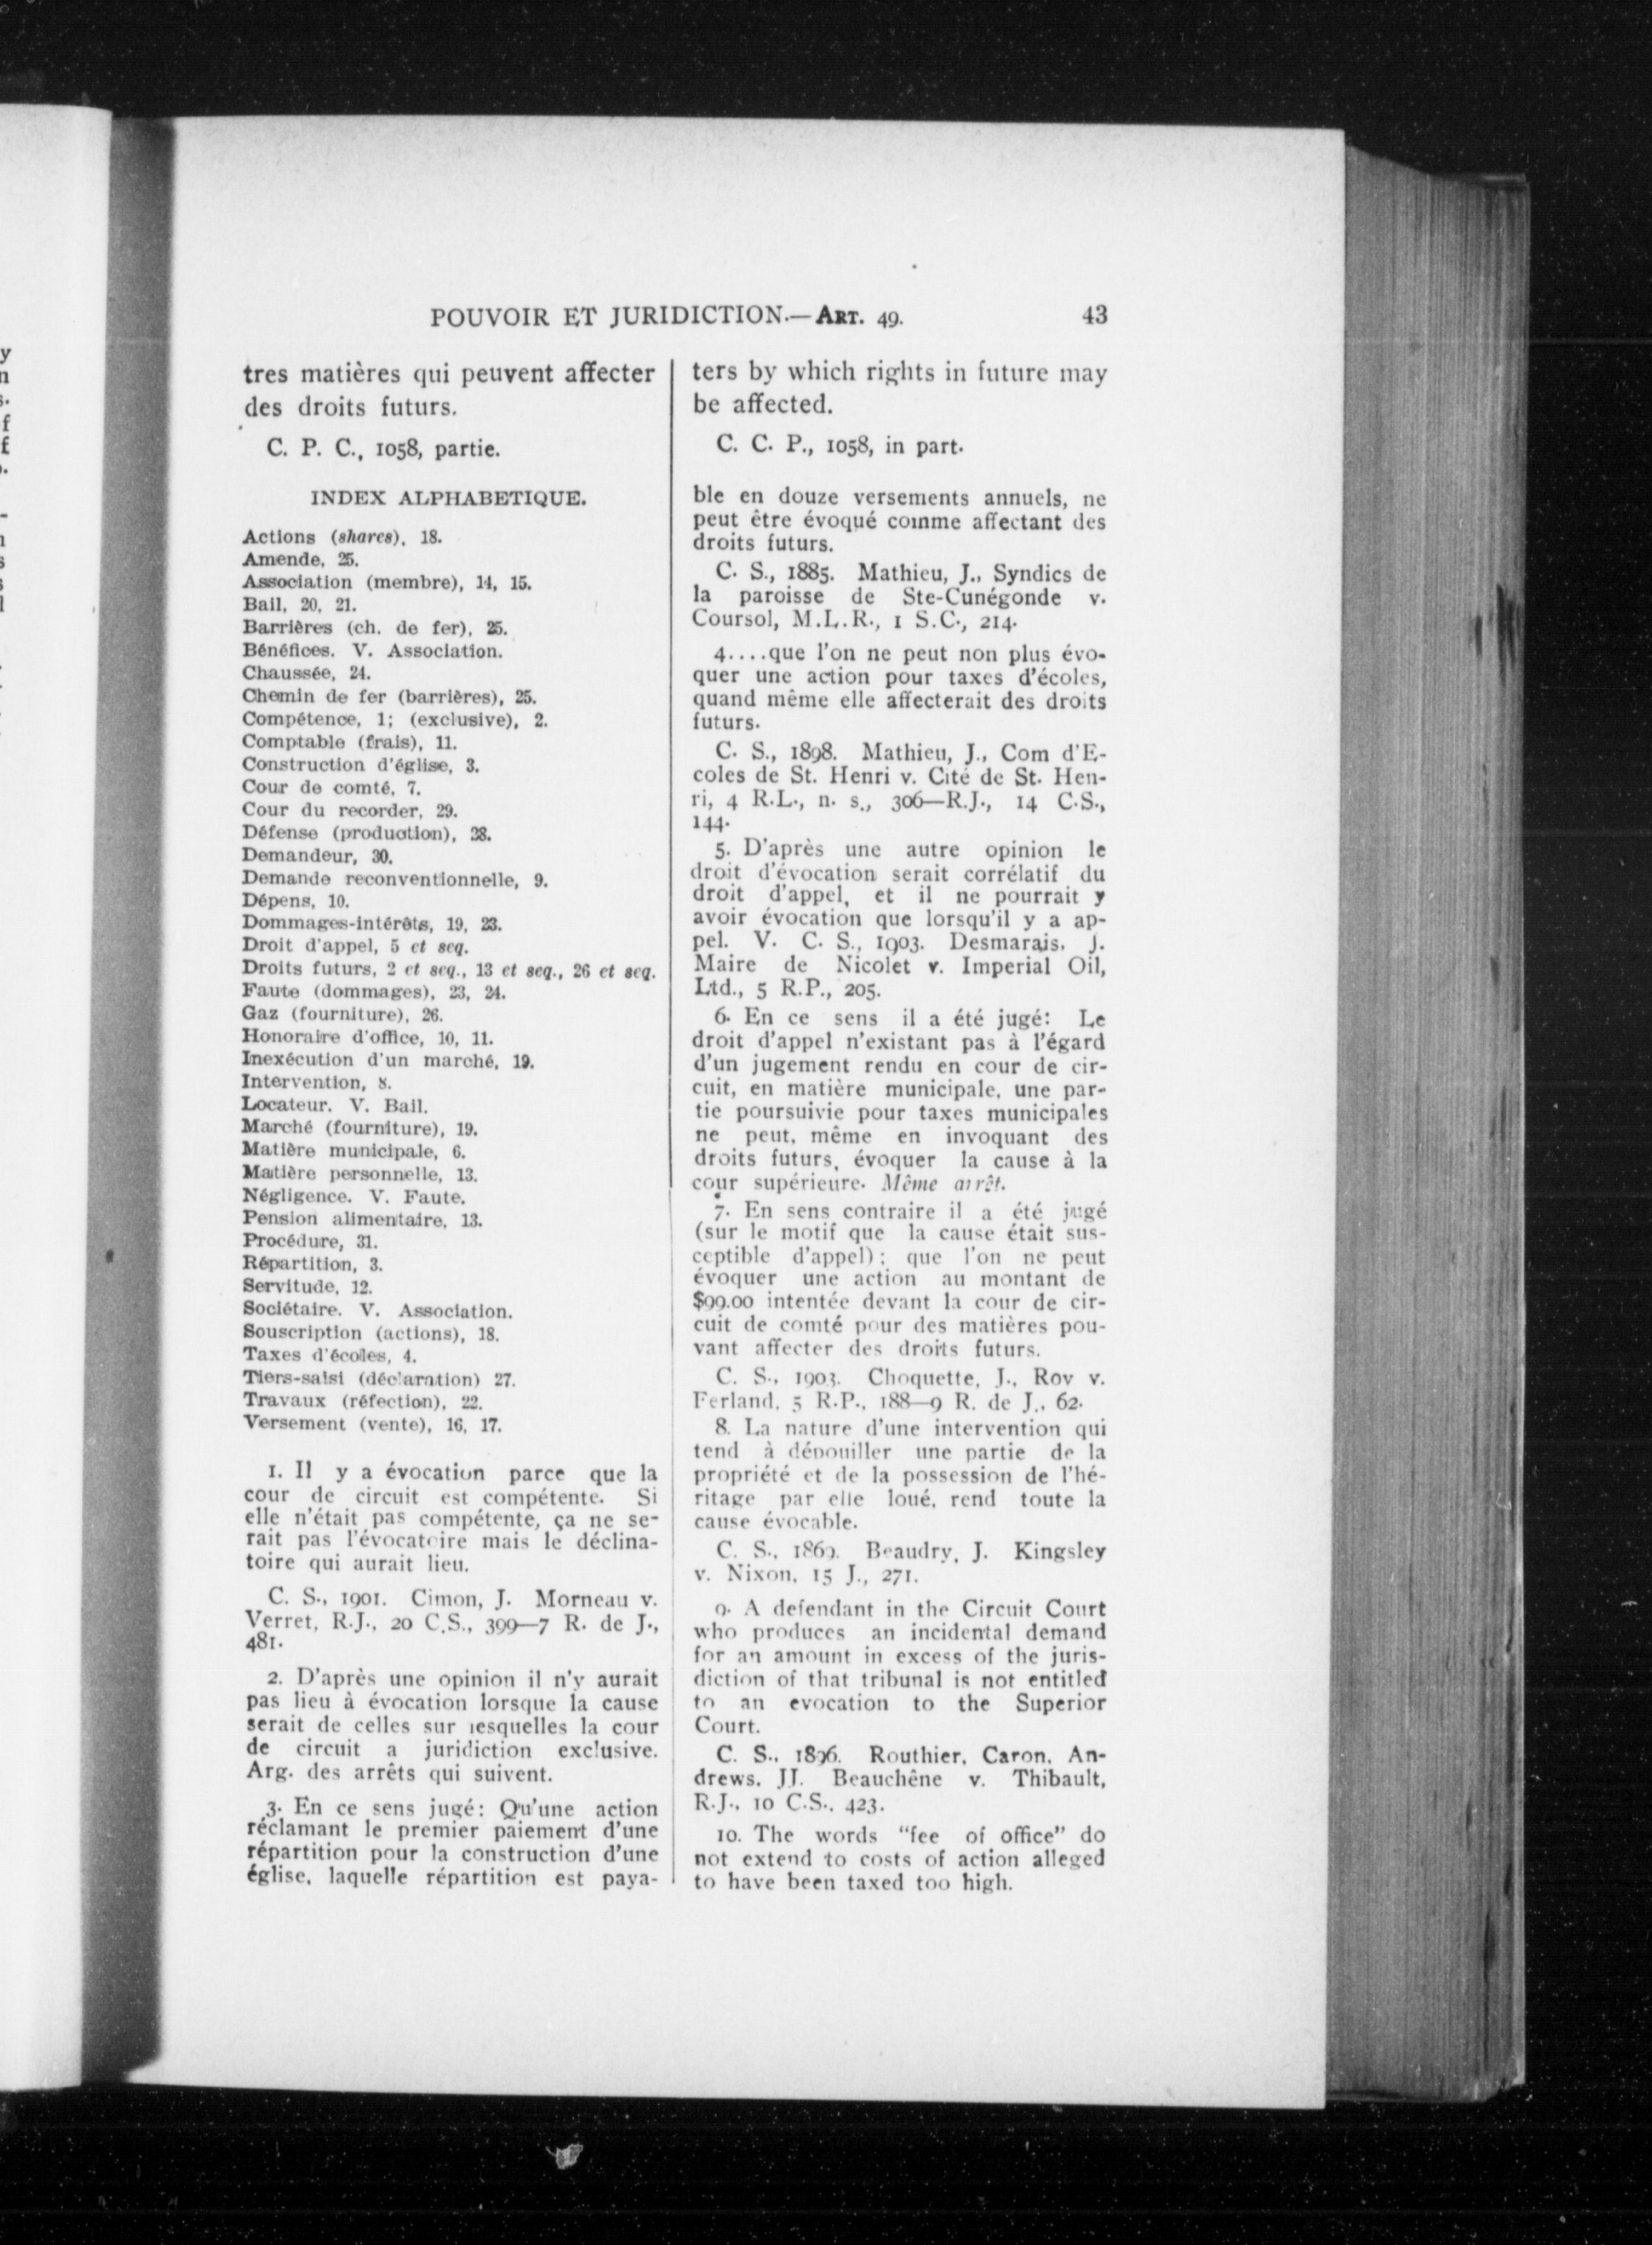 POUVOIR ET JURIDICTION.—ART. 49. 43
tres matières qui peuvent affecter
des droits futurs.
C. P. C., 1058, partie.
ters by which rights in future may
be affected.
C. C. P., 1058, in part.
INDEX ALPHABETIQUE.
Actions (shares), 18.
Amende, 25.
Association (membre), 14, 15.
Bail, 20, 21.
Barrières (ch. de fer), 25.
Bénéfices. V. Association.
Chaussée, 24.
Chemin de fer (barrières), 25.
Compétence, 1; (exclusive), 2.
Comptable (frais), 11.
Construction d'église, 3.
Cour de comté, 7.
Cour du recorder, 29.
Défense (production), 28.
Demandeur, 30.
Demande reconventionnelle, 9.
Dépens, 10.
Dommages-intérêts, 19, 23.
Droit d'appel, 5 et seq.
Droits futurs, 2 et seq., 13 et seq., 26 et seq.
Faute (dommages), 23, 24.
Gaz (fourniture), 26.
Honoraire d'office, 10, 11.
Inexécution d'un marché, 19.
Intervention, 8.
Locateur. V. Bail.
Marché (fourniture), 19.
Matière municipale, 6.
Matière personnelle, 13.
Négligence. V. Faute.
Pension alimentaire, 13.
Procédure, 31.
Répartition, 3.
Servitude, 12.
Sociétaire. V. Association.
Souscription (actions), 18.
Taxes d'écoles, 4.
Tiers-saisi (déclaration) 27.
Travaux (réfection), 22.
Versement (vente), 16, 17.
1. Il y a évocation parce que la
cour de circuit est compétente. Si
elle n'était pas compétente, ça ne se-
rait pas l'évocatoire mais le déclina-
toire qui aurait lieu.
C. S., 1901. Cimon, J. Morneau v.
Verret, R.J., 20 C.S., 399—7 R. de J.,
481.
2. D'après une opinion il n'y aurait
pas lieu à évocation lorsque la cause
serait de celles sur lesquelles la cour
de circuit a juridiction exclusive.
Arg. des arrêts qui suivent.
3. En ce sens jugé: Qu'une action
réclamant le premier paiement d'une
répartition pour la construction d'une
église, laquelle répartition est paya-
ble en douze versements annuels, ne
peut être évoqué comme affectant des
droits futurs.
C. S., 1885. Mathieu, J., Syndics de
la paroisse de Ste-Cunégonde v.
Coursol, M.L.R., 1 S.C., 214.
4....que l'on ne peut non plus évo-
quer une action pour taxes d'écoles,
quand même elle affecterait des droits
futurs.
C. S., 1898. Mathieu, J., Com d'E-
coles de St. Henri v. Cité de St. Hen-
ri, 4 R.L., n. s., 306—R.J., 14 C.S.,
144.
5. D'après une autre opinion le
droit d'évocation serait corrélatif du
droit d'appel, et il ne pourrait y
avoir évocation que lorsqu'il y a ap-
pel. V. C. S., 1903. Desmarais, J.
Maire de Nicolet v. Imperial Oil,
Ltd., 5 R.P., 205.
6. En ce sens il a été jugé: Le
droit d'appel n'existant pas à l'égard
d'un jugement rendu en cour de cir-
cuit, en matière municipale, une par-
tie poursuivie pour taxes municipales
ne peut, même en invoquant des
droits futurs, évoquer la cause à la
cour supérieure. Même arrêt.
7. En sens contraire il a été jugé
(sur le motif que la cause était sus-
ceptible d'appel): que l'on ne peut
évoquer une action au montant de
$99.00 intentée devant la cour de cir-
cuit de comté pour des matières pou-
vant affecter des droits futurs.
C. S., 1903. Choquette, J., Roy v.
Ferland, 5 R.P., 188—9 R. de J., 62.
8. La nature d'une intervention qui
tend à dépouiller une partie de la
propriété et de la possession de l'hé-
ritage par elle loué, rend toute la
cause évocable.
C. S., 1869. Beaudry, J. Kingsley
v. Nixon, 15 J., 271.
9. A defendant in the Circuit Court
who produces an incidental demand
for an amount in excess of the juris-
diction of that tribunal is not entitled
to an evocation to the Superior
Court.
C. S., 1896. Routhier, Caron, An-
drews, JJ. Beauchêne v. Thibault,
R.J., 10 C.S., 423.
10. The words “fee of office” do
not extend to costs of action alleged
to have been taxed too high.